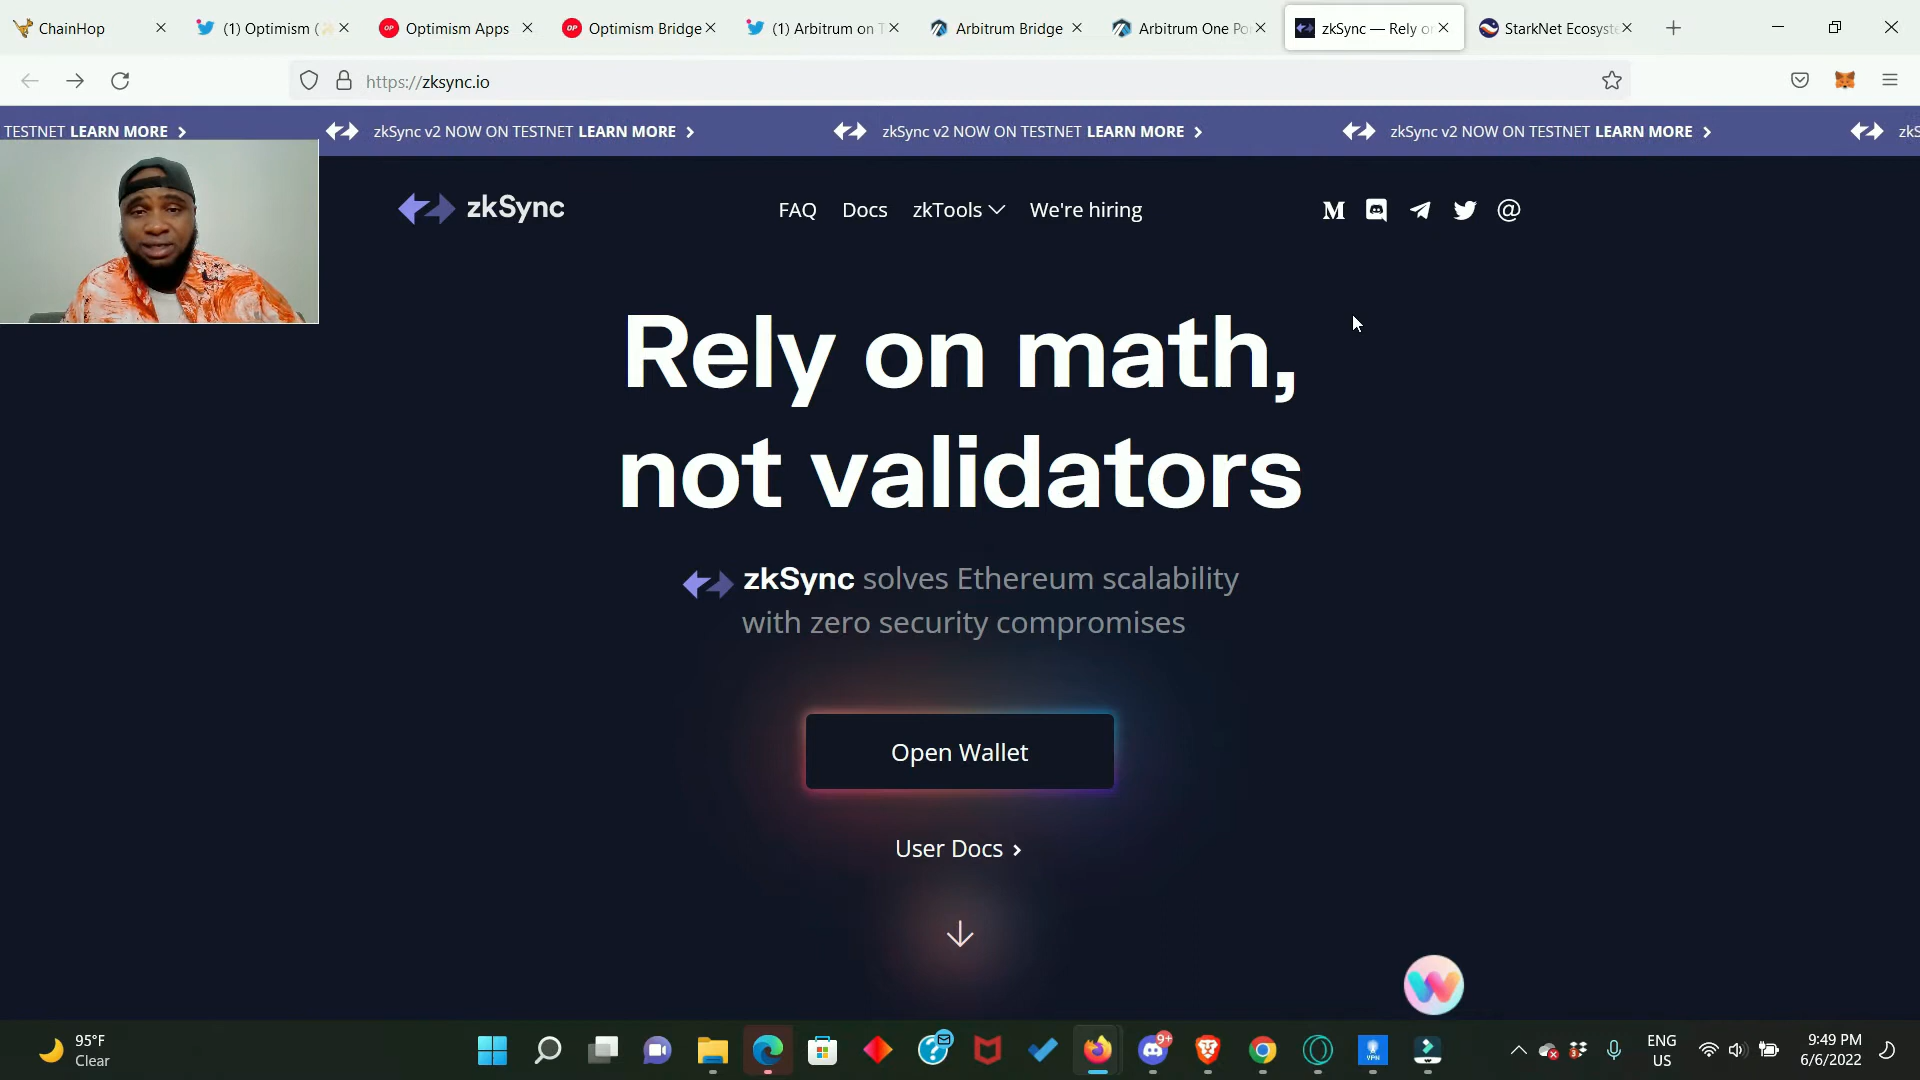 ChainHop
(1) Optimism (
Optimism Apps
Optimism Bridge
(1) Arbitrum on T
Arbitrum Bridge
Arbitrum One Po
zkSync — Rely o
StarkNet Ecosyste
https://zksync.io
TESTNET LEARN MORE
zkSync v2 NOW ON TESTNET LEARN MORE
zkSync v2 NOW ON TESTNET LEARN MORE
zkSync v2 NOW ON TESTNET LEARN MORE
zkS
zkSync
FAQ
Docs
zkTools
We're hiring
Rely on math,
not validators
zkSync solves Ethereum scalability
with zero security compromises
Open Wallet
User Docs
95°F
Clear
9+
VPN
ENG
US
9:49 PM
6/6/2022